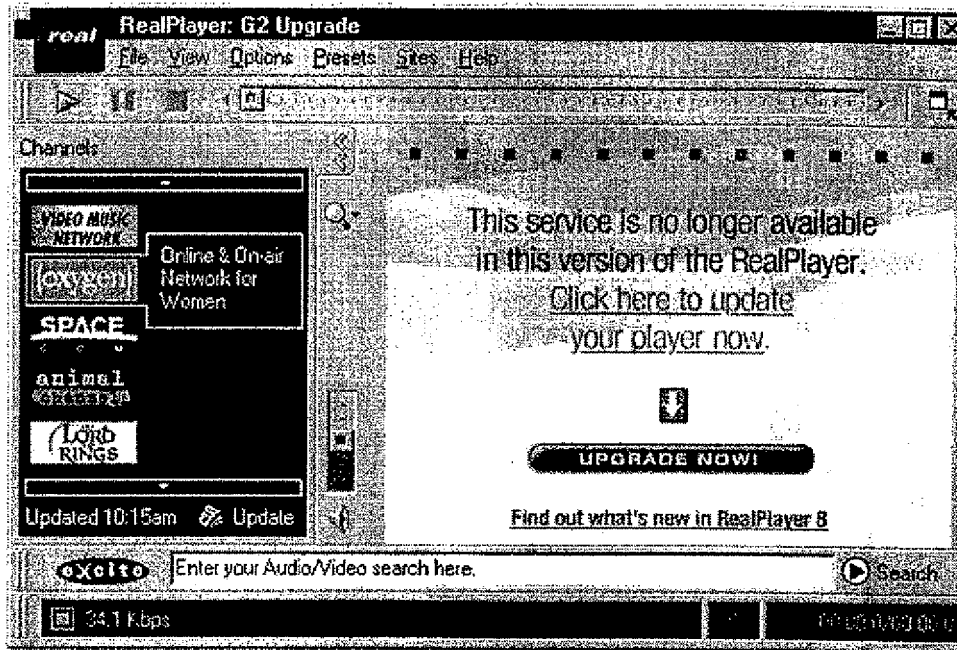 real
RealPlayer: G2 Upgrade
File View Options Presets Sites Help
Channels
VIDEO MUSIC
NETWORK
oxygen
Online & On-air
Network for
Women
SPACE
animal
LORD
RINGS
Updated 10:15am Update
This service is no longer available
in this version of the RealPlayer.
Click here to update
your player now.
UPGRADE NOW!
Find out what's new in RealPlayer 8
excite
Enter your Audio/Video search here.
Search
34.1 Kbps